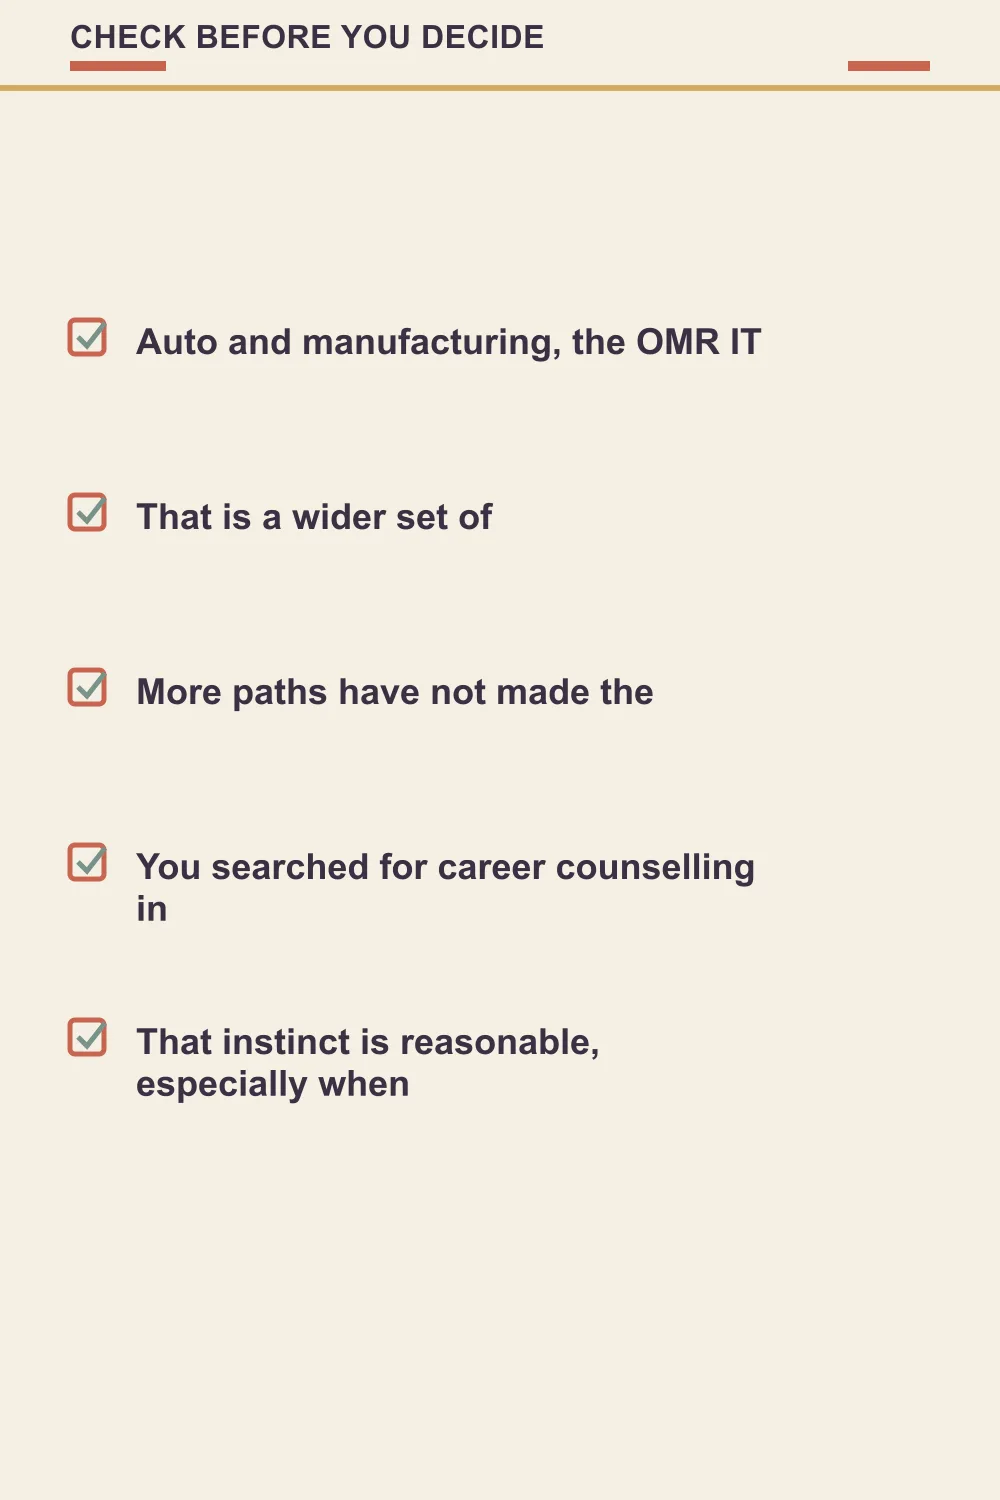 CHECK BEFORE YOU DECIDE
Auto and manufacturing, the OMR IT
That is a wider set of
More paths have not made the
You searched for career counselling
in
That instinct is reasonable,
especially when